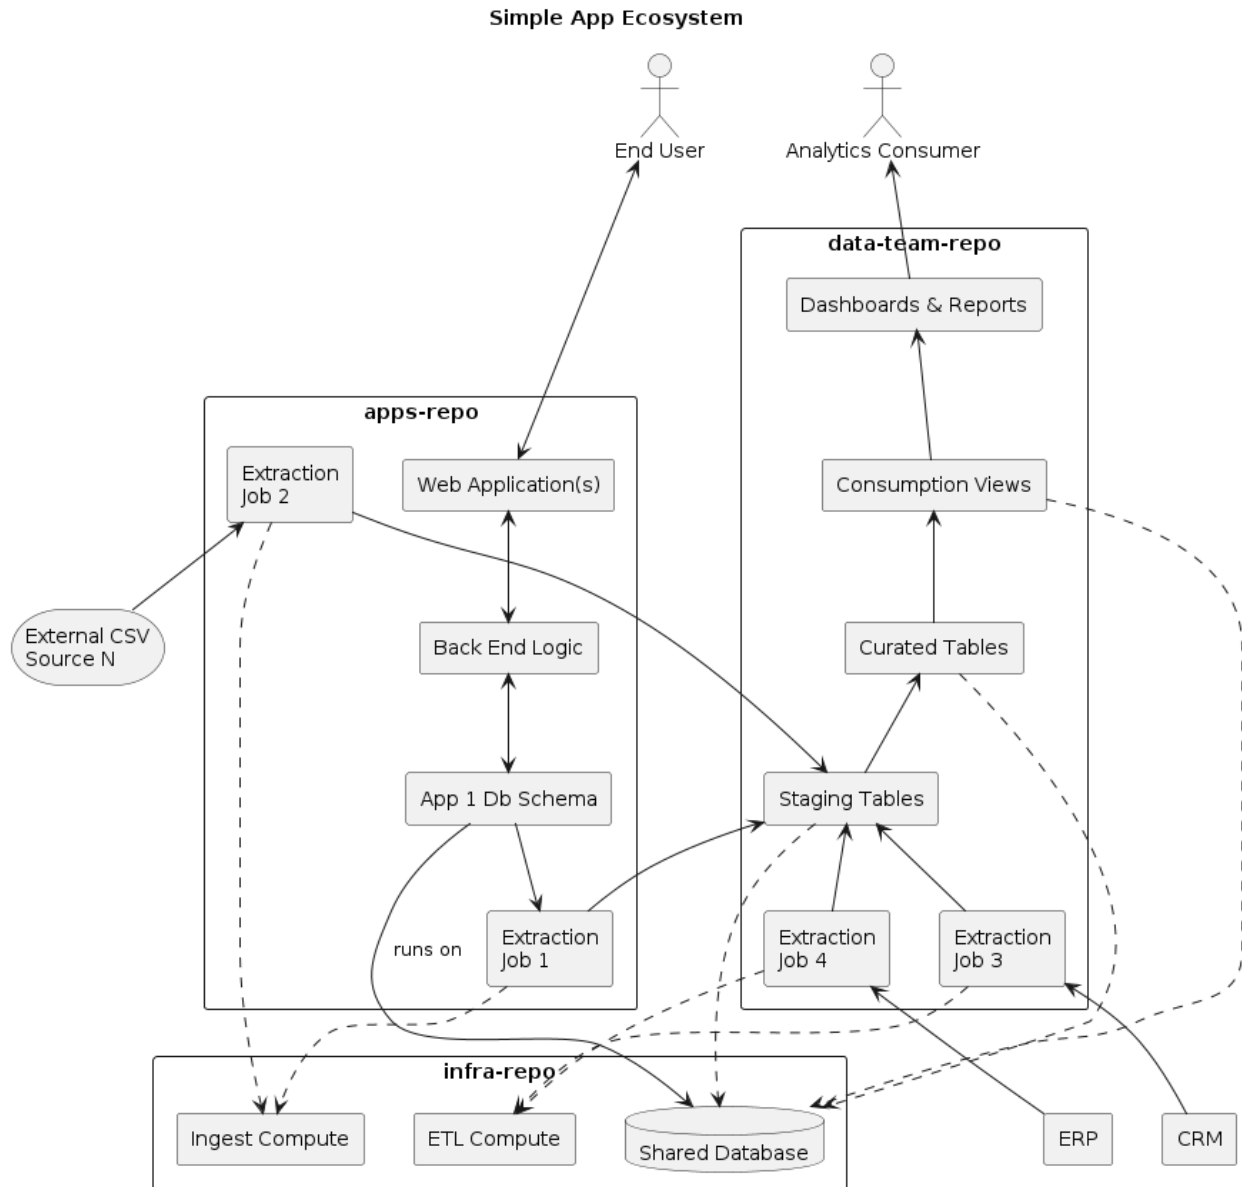 Simple App Ecosystem
End User
Analytics Consumer
data-team-repo
Dashboards & Reports
apps-repo
Extraction
Job 2
Web Application(s)
Consumption Views
External CSV
Source N
Back End Logic
Curated Tables
App 1 Db Schema
Staging Tables
runs on
Extraction
Job 1
Extraction
Job 4
Extraction
Job 3
infra-repo
Ingest Compute
ETL Compute
Shared Database
ERP
CRM